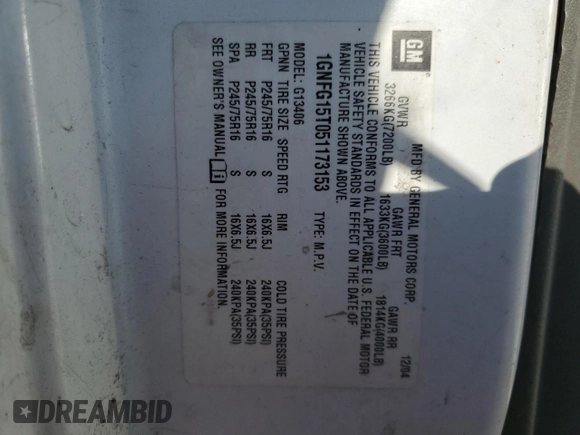 GM
MFD BY GENERAL MOTORS CORP. 12/04
GVWR GAWR FRT GAWR RR
3266KG(7200LB) 1633KG(3600LB) 1814KG(4000LB)
THIS VEHICLE CONFORMS TO ALL APPLICABLE U.S. FEDERAL MOTOR
VEHICLE SAFETY STANDARDS IN EFFECT ON THE DATE OF
MANUFACTURE SHOWN ABOVE.
1GNFG15T051173153 TYPE: M.P.V.
GPNN: G13406
TIRE SIZE SPEED RTG RIM COLD TIRE PRESSURE
FRT P245/75R16 S 16X6.5J 240KPA(35PSI)
RR P245/75R16 S 16X6.5J 240KPA(35PSI)
SPA P245/75R16 S 16X6.5J 240KPA(35PSI)
SEE OWNER'S MANUAL FOR MORE INFORMATION.
DREAMBID